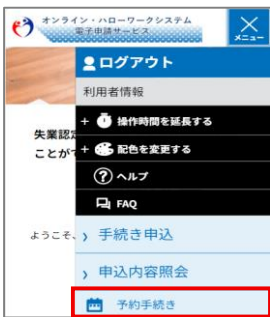 オンライン・ハローワークシステム
電子申請サービス
メニュー
ログアウト
利用者情報
失業認定
ことが
+ 操作時間を延長する
+ 配色を変更する
? ヘルプ
FAQ
ようこそ、
› 手続き申込
› 申込内容照会
予約手続き